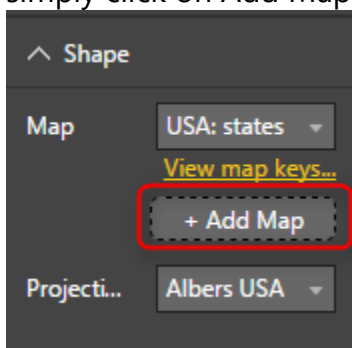 simply click on Add Map
Shape
Map USA: states
View map keys...
+ Add Map
Projecti... Albers USA